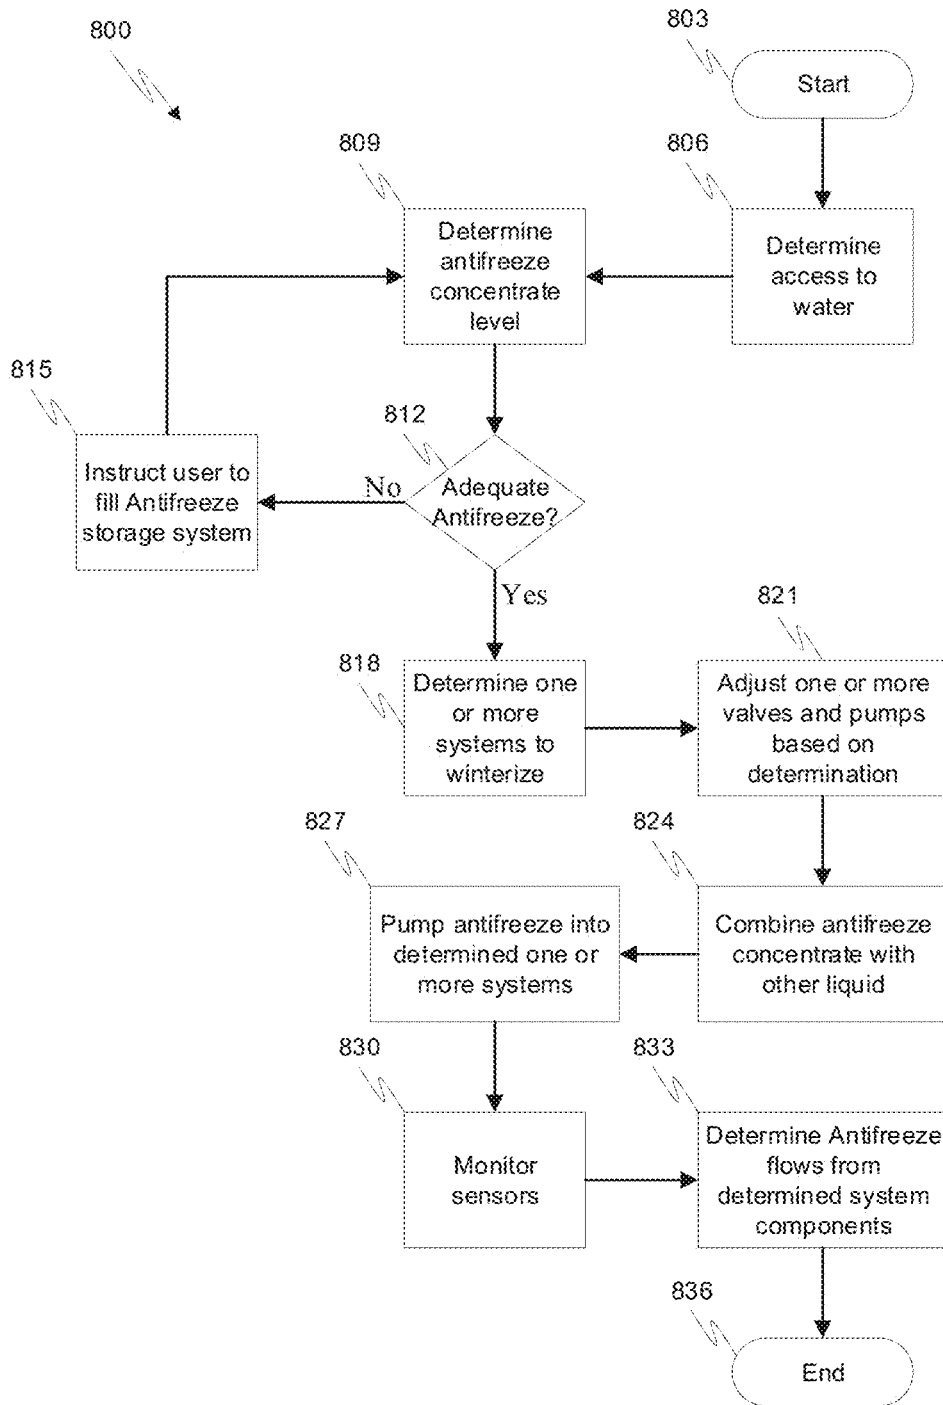 800
803
Start
809
806
Determine
antifreeze
concentrate
level
Determine
access to
water
815
812
Instruct user to
fill Antifreeze
storage system
No
Adequate
Antifreeze?
Yes
821
818
Determine one
or more
systems to
winterize
Adjust one or more
valves and pumps
based on
determination
827
824
Pump antifreeze into
determined one or
more systems
Combine antifreeze
concentrate with
other liquid
830
833
Monitor
sensors
Determine Antifreeze
flows from
determined system
components
836
End